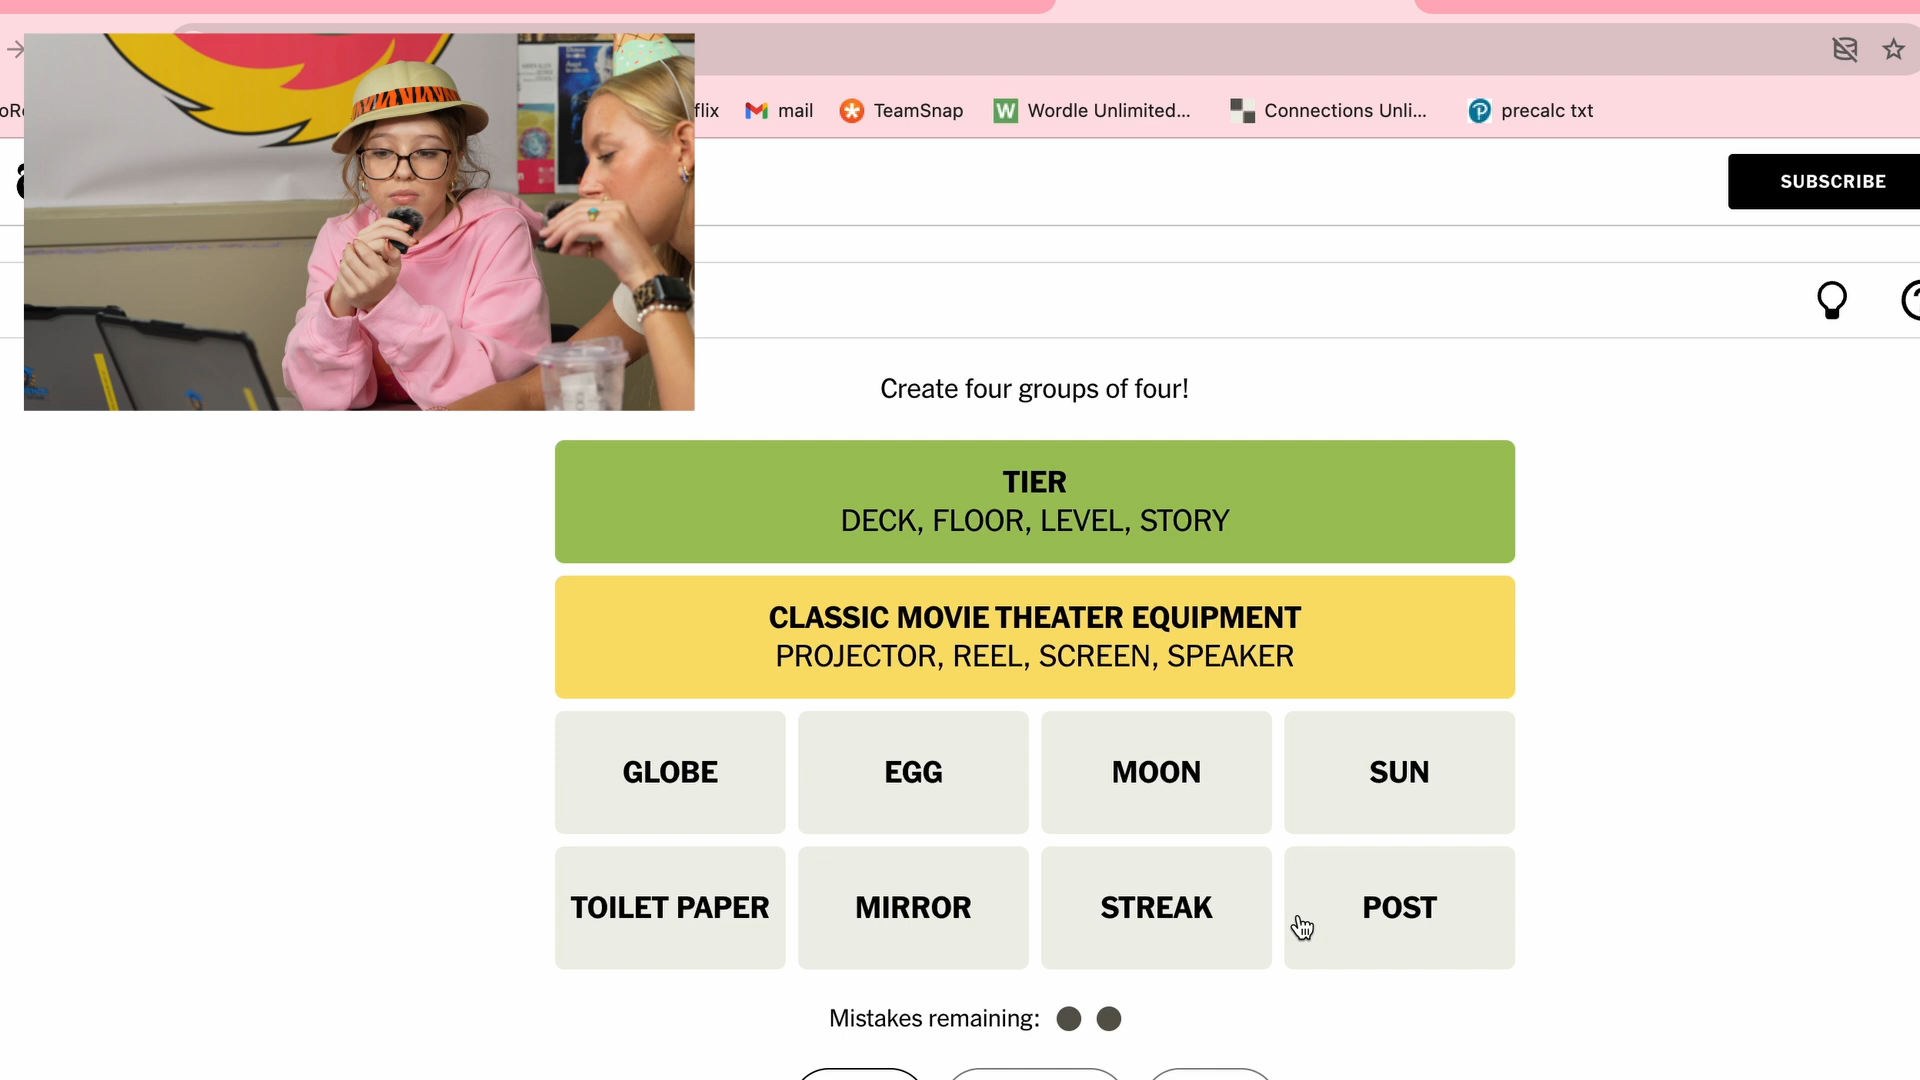 flix
mail
TeamSnap
Wordle Unlimited...
Connections Unli...
precalc txt
SUBSCRIBE
Create four groups of four!
TIER
DECK, FLOOR, LEVEL, STORY
CLASSIC MOVIE THEATER EQUIPMENT
PROJECTOR, REEL, SCREEN, SPEAKER
GLOBE
EGG
MOON
SUN
TOILET PAPER
MIRROR
STREAK
POST
Mistakes remaining: